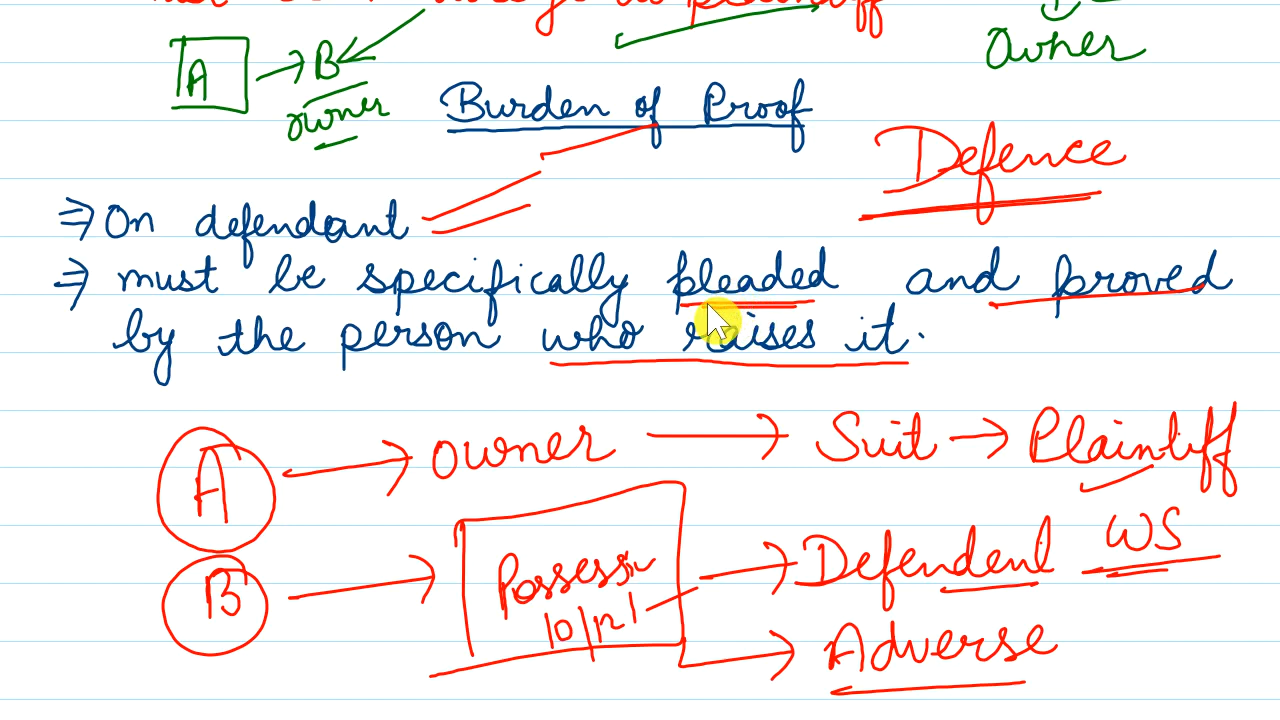 plaintiff
Owner
A → B
owner
Burden of Proof
Defence
⇒ On defendant
⇒ must be specifically pleaded and proved
by the person who raises it.
A → owner → Suit → Plaintiff
B → Possession → Defendent WS
10/12/
→ Adverse